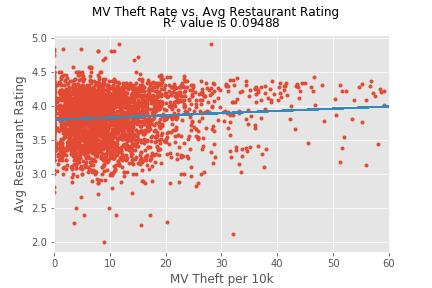 MV Theft Rate vs. Avg Restaurant Rating
R² value is 0.09488
5.0
4.5
4.0
3.5
3.0
2.5
2.0
Avg Restaurant Rating
0 10 20 30 40 50 60
MV Theft per 10k